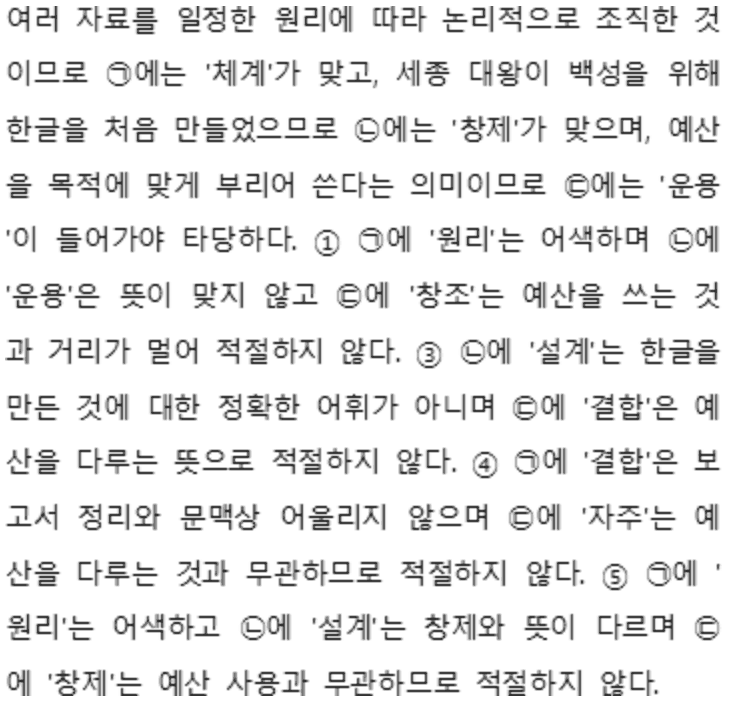 여러 자료를 일정한 원리에 따라 논리적으로 조직한 것
이므로 ㉠에는 '체계'가 맞고, 세종 대왕이 백성을 위해
한글을 처음 만들었으므로 ㉡에는 '창제'가 맞으며, 예산
을 목적에 맞게 부리어 쓴다는 의미이므로 ㉢에는 '운용
'이 들어가야 타당하다. ① ㉠에 '원리'는 어색하며 ㉡에
'운용'은 뜻이 맞지 않고 ㉢에 '창조'는 예산을 쓰는 것
과 거리가 멀어 적절하지 않다. ③ ㉡에 '설계'는 한글을
만든 것에 대한 정확한 어휘가 아니며 ㉢에 '결합'은 예
산을 다루는 뜻으로 적절하지 않다. ④ ㉠에 '결합'은 보
고서 정리와 문맥상 어울리지 않으며 ㉢에 '자주'는 예
산을 다루는 것과 무관하므로 적절하지 않다. ⑤ ㉠에 '
원리'는 어색하고 ㉡에 '설계'는 창제와 뜻이 다르며 ㉢
에 '창제'는 예산 사용과 무관하므로 적절하지 않다.